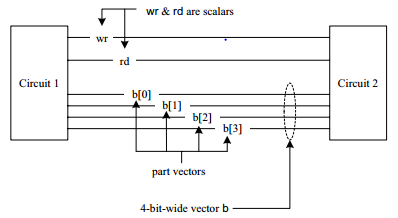 wr & rd are scalars
wr
rd
Circuit 1
Circuit 2
b[0]
b[1]
b[2]
b[3]
part vectors
4-bit-wide vector b